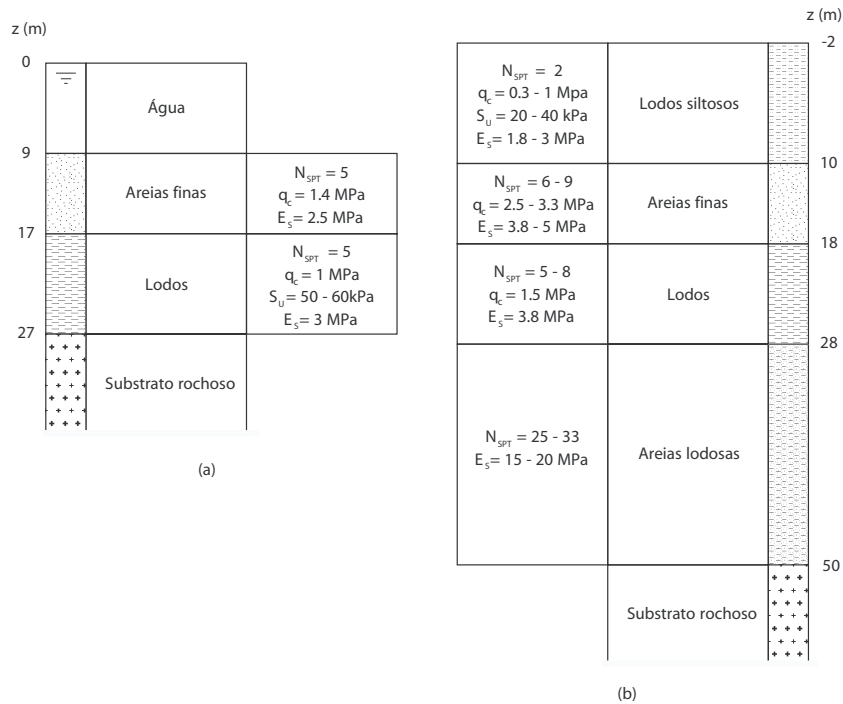 z (m)
0
9
17
27
Água
Areias finas
Lodos
Substrato rochoso
N_SPT = 5
q_c = 1.4 MPa
E_S = 2.5 MPa
N_SPT = 5
q_c = 1 MPa
S_U = 50 - 60kPa
E_S = 3 MPa
(a)
z (m)
-2
10
18
28
50
N_SPT = 2
q_c = 0.3 - 1 Mpa
S_U = 20 - 40 kPa
E_S = 1.8 - 3 MPa
Lodos siltosos
N_SPT = 6 - 9
q_c = 2.5 - 3.3 MPa
E_S = 3.8 - 5 MPa
Areias finas
N_SPT = 5 - 8
q_c = 1.5 MPa
E_S = 3.8 MPa
Lodos
N_SPT = 25 - 33
E_S = 15 - 20 MPa
Areias lodosas
Substrato rochoso
(b)